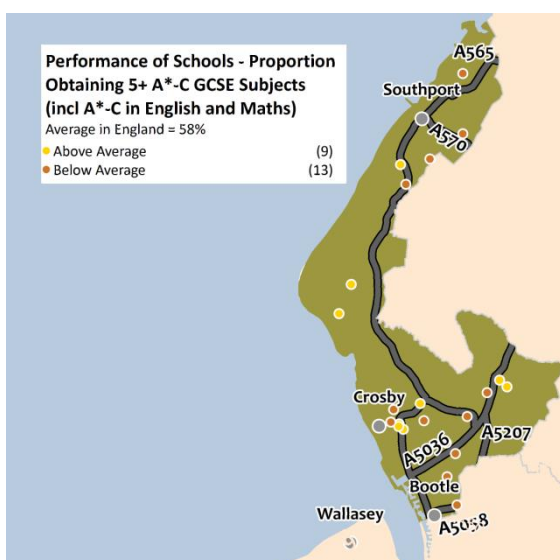 Performance of Schools - Proportion
Obtaining 5+ A*-C GCSE Subjects
(incl A*-C in English and Maths)
Average in England = 58%
Above Average (9)
Below Average (13)
A565
Southport
A570
Crosby
A5036
A5207
Bootle
Wallasey
A5058